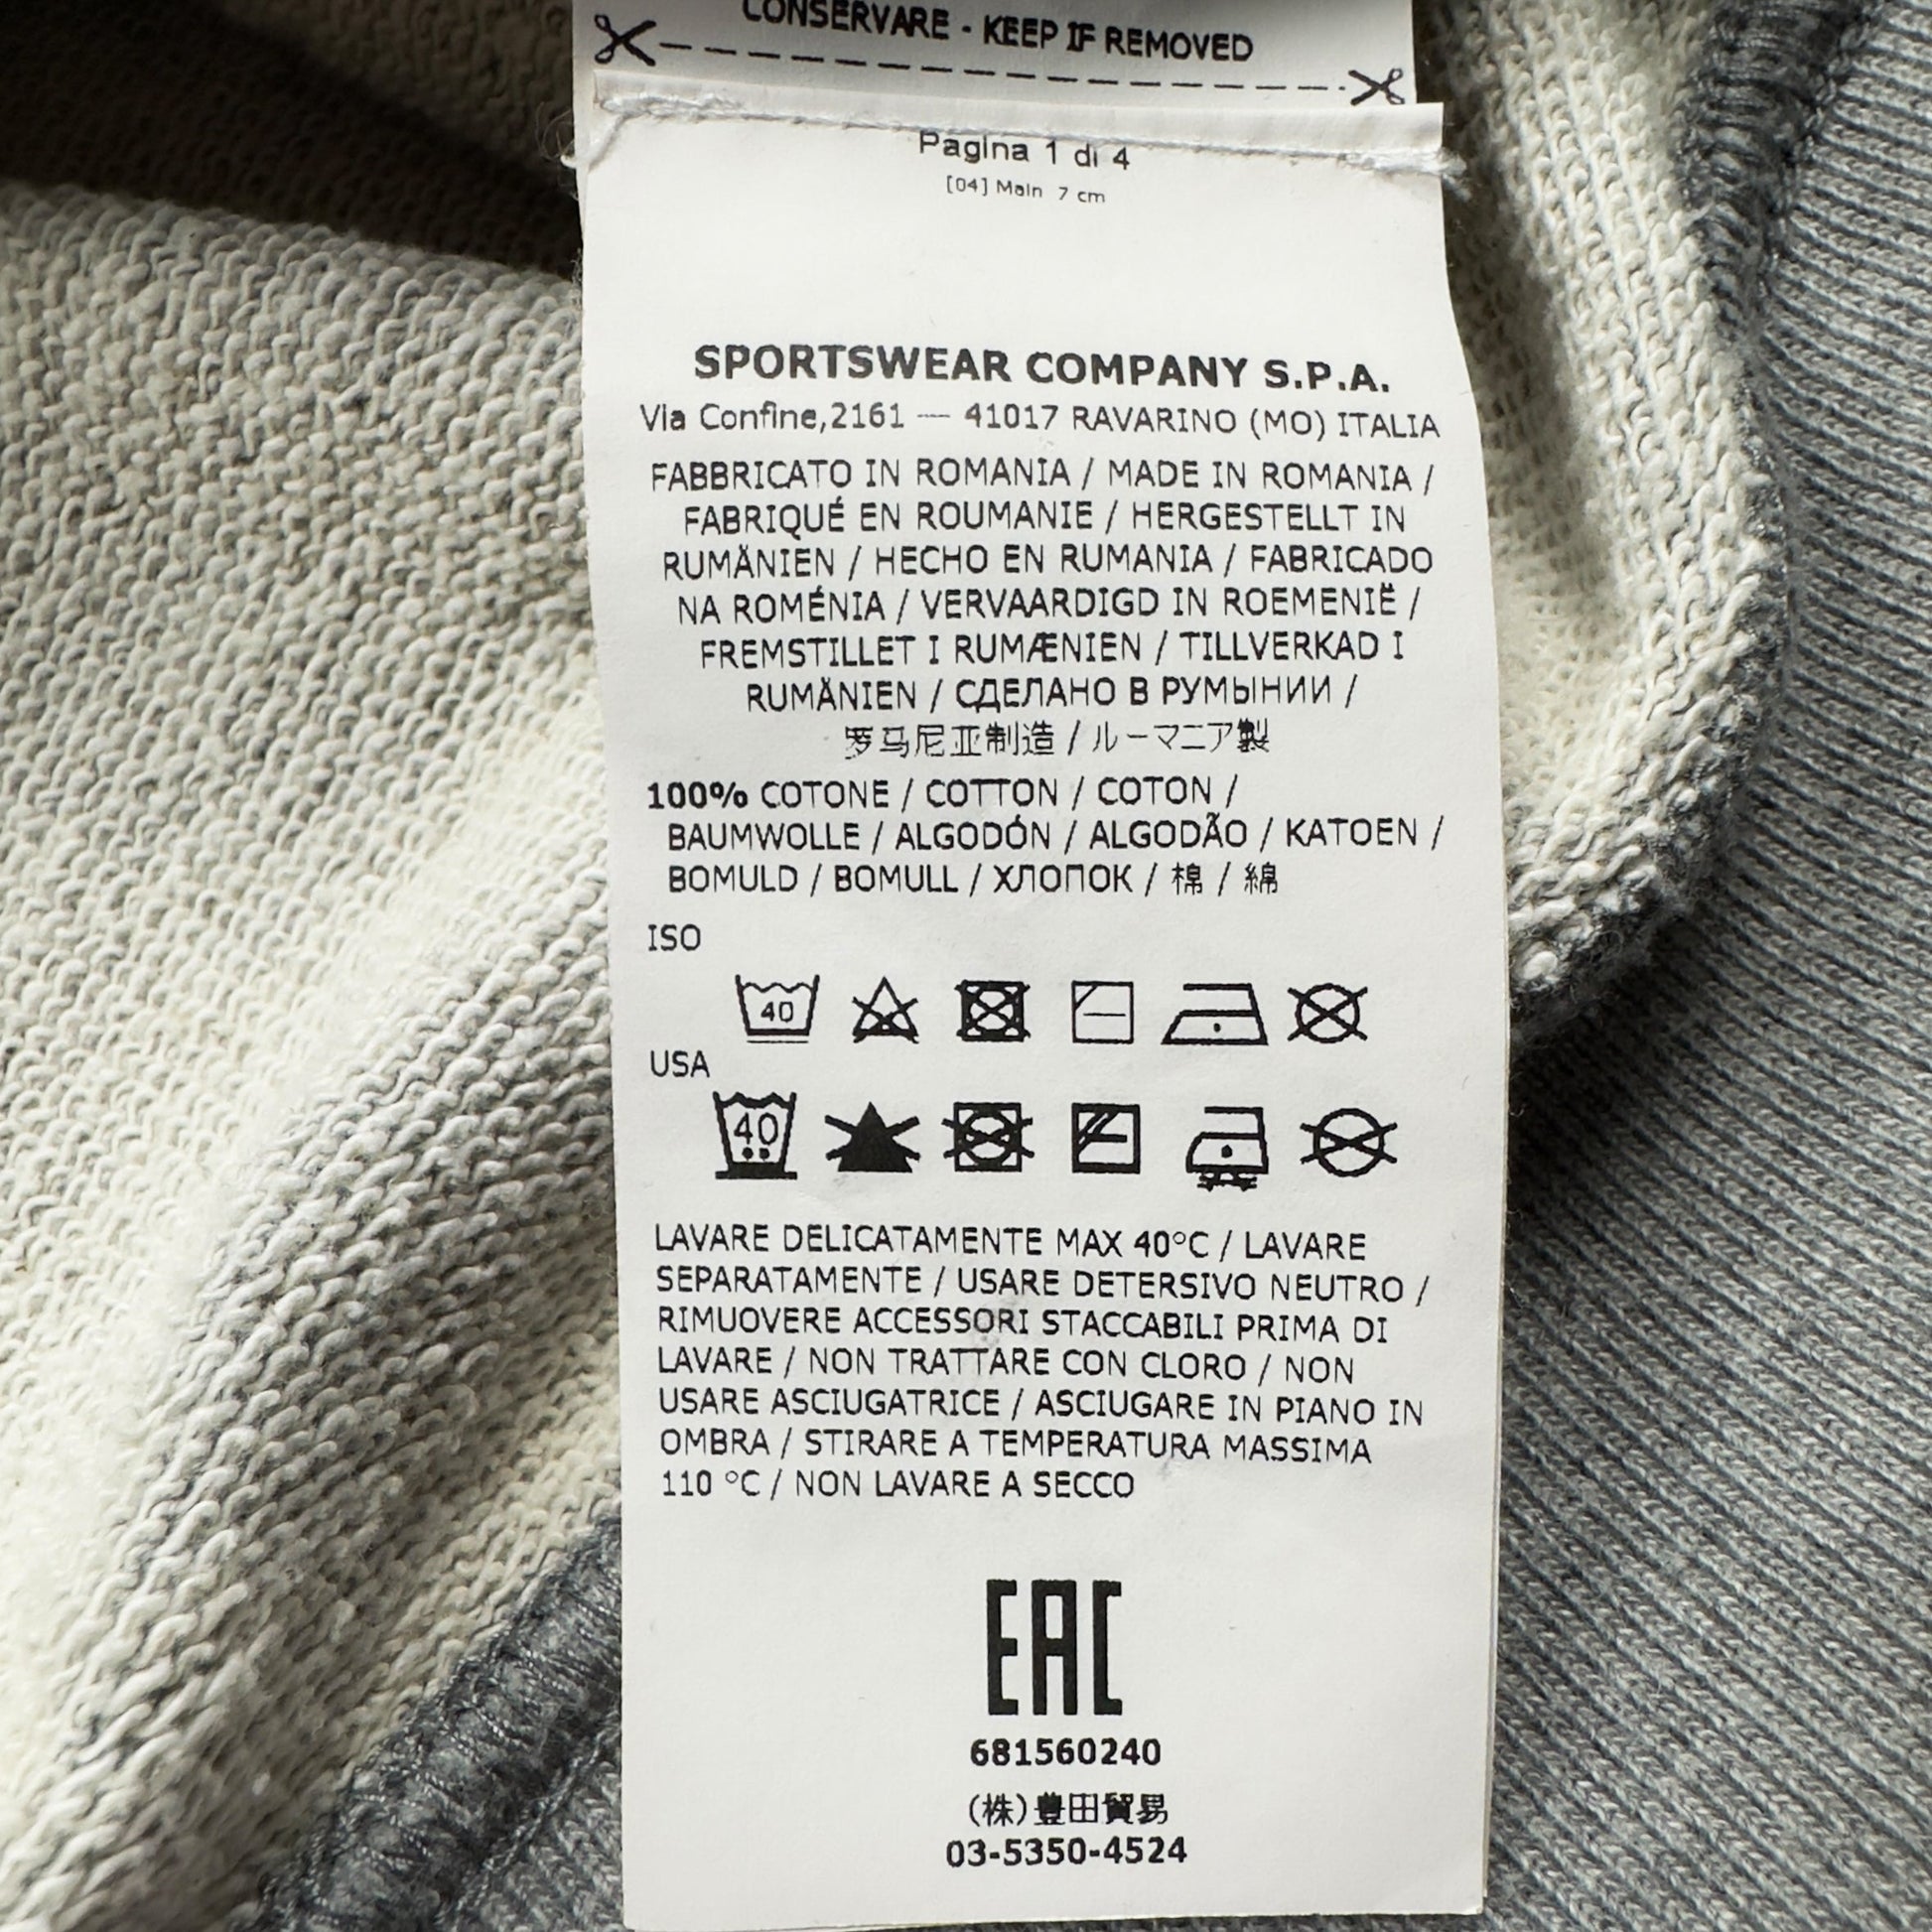 CONSERVARE - KEEP IF REMOVED
Pagina 1 di 4
[04] Main 7 cm
SPORTSWEAR COMPANY S.P.A.
Via Confine,2161 — 41017 RAVARINO (MO) ITALIA
FABBRICATO IN ROMANIA / MADE IN ROMANIA /
FABRIQUÉ EN ROUMANIE / HERGESTELLT IN
RUMÄNIEN / HECHO EN RUMANIA / FABRICADO
NA ROMÉNIA / VERVAARDIGD IN ROEMENIË /
FREMSTILLET I RUMÆNIEN / TILLVERKAD I
RUMÄNIEN / СДЕЛАНО В РУМЫНИИ /
罗马尼亚制造 / ルーマニア製
100% COTONE / COTTON / COTON /
BAUMWOLLE / ALGODÓN / ALGODÃO / KATOEN /
BOMULD / BOMULL / ХЛОПОК / 棉 / 綿
ISO
40
USA
40
LAVARE DELICATAMENTE MAX 40°C / LAVARE
SEPARATAMENTE / USARE DETERSIVO NEUTRO /
RIMUOVERE ACCESSORI STACCABILI PRIMA DI
LAVARE / NON TRATTARE CON CLORO / NON
USARE ASCIUGATRICE / ASCIUGARE IN PIANO IN
OMBRA / STIRARE A TEMPERATURA MASSIMA
110 °C / NON LAVARE A SECCO
EAC
681560240
(株)豊田貿易
03-5350-4524